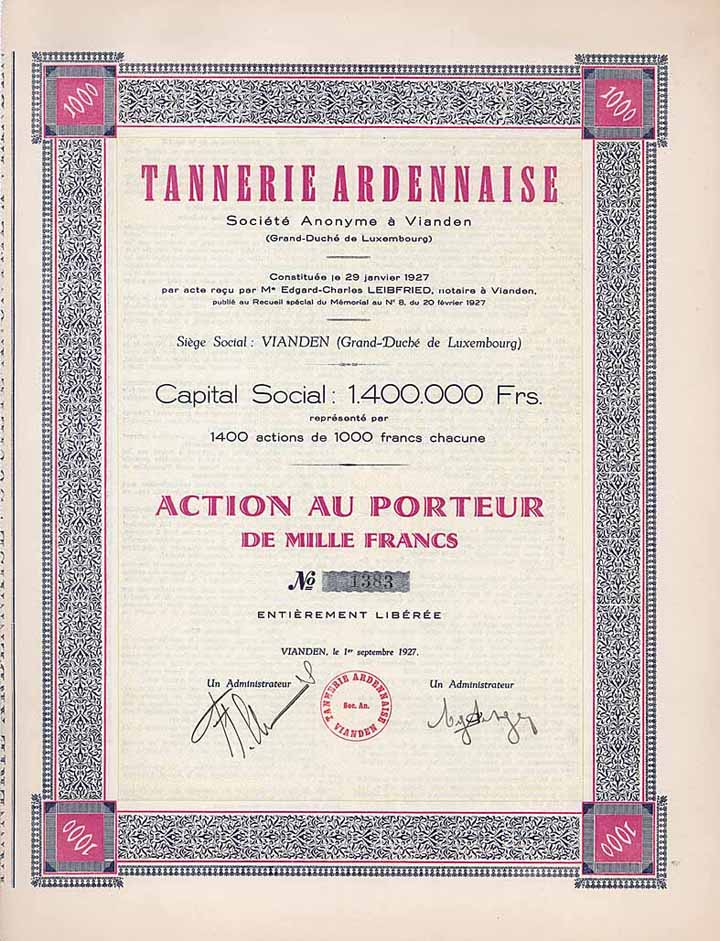 1000
1000
TANNERIE ARDENNAISE
Société Anonyme à Vianden
(Grand-Duché de Luxembourg)
Constituée le 29 janvier 1927
par acte reçu par Me Edgard-Charles LEIBFRIED, notaire à Vianden,
publié au Recueil spécial du Mémorial au No 8, du 20 février 1927
Siège Social : VIANDEN (Grand-Duché de Luxembourg)
Capital Social : 1.400.000 Frs.
représenté par
1400 actions de 1000 francs chacune
ACTION AU PORTEUR
DE MILLE FRANCS
No 1383
ENTIÈREMENT LIBÉRÉE
VIANDEN, le 1er septembre 1927.
Un Administrateur
Un Administrateur
TANNERIE ARDENNAISE
Soc. An.
VIANDEN
1000
1000